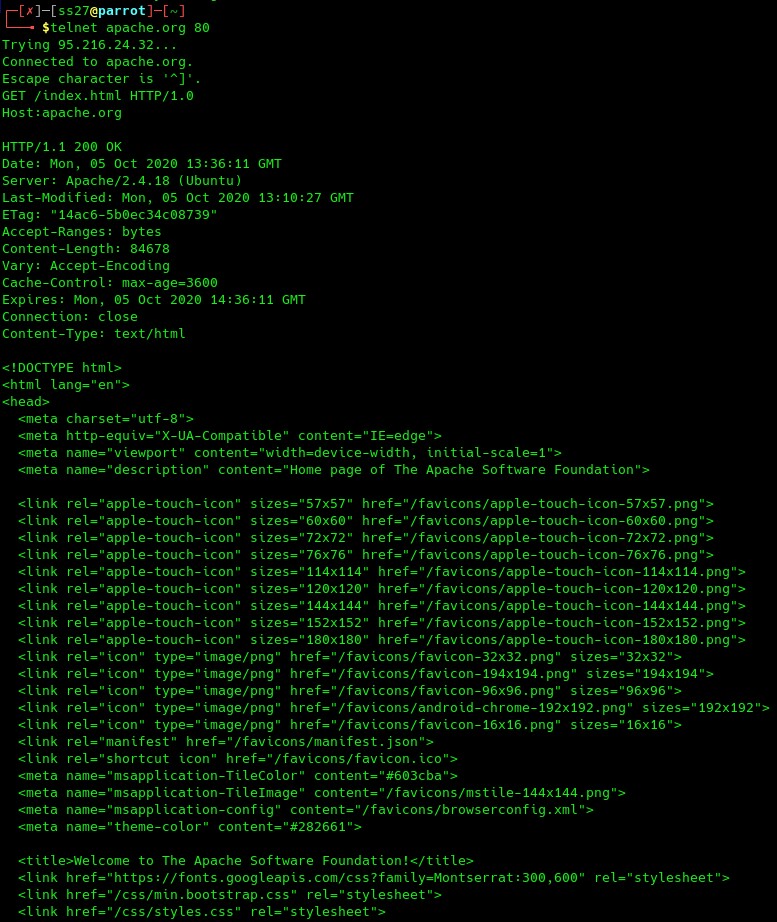 ┌─[✗]─[ss27@parrot]─[~]
└──╼ $telnet apache.org 80
Trying 95.216.24.32...
Connected to apache.org.
Escape character is '^]'.
GET /index.html HTTP/1.0
Host:apache.org

HTTP/1.1 200 OK
Date: Mon, 05 Oct 2020 13:36:11 GMT
Server: Apache/2.4.18 (Ubuntu)
Last-Modified: Mon, 05 Oct 2020 13:10:27 GMT
ETag: "14ac6-5b0ec34c08739"
Accept-Ranges: bytes
Content-Length: 84678
Vary: Accept-Encoding
Cache-Control: max-age=3600
Expires: Mon, 05 Oct 2020 14:36:11 GMT
Connection: close
Content-Type: text/html

<!DOCTYPE html>
<html lang="en">
<head>
  <meta charset="utf-8">
  <meta http-equiv="X-UA-Compatible" content="IE=edge">
  <meta name="viewport" content="width=device-width, initial-scale=1">
  <meta name="description" content="Home page of The Apache Software Foundation">

  <link rel="apple-touch-icon" sizes="57x57" href="/favicons/apple-touch-icon-57x57.png">
  <link rel="apple-touch-icon" sizes="60x60" href="/favicons/apple-touch-icon-60x60.png">
  <link rel="apple-touch-icon" sizes="72x72" href="/favicons/apple-touch-icon-72x72.png">
  <link rel="apple-touch-icon" sizes="76x76" href="/favicons/apple-touch-icon-76x76.png">
  <link rel="apple-touch-icon" sizes="114x114" href="/favicons/apple-touch-icon-114x114.png">
  <link rel="apple-touch-icon" sizes="120x120" href="/favicons/apple-touch-icon-120x120.png">
  <link rel="apple-touch-icon" sizes="144x144" href="/favicons/apple-touch-icon-144x144.png">
  <link rel="apple-touch-icon" sizes="152x152" href="/favicons/apple-touch-icon-152x152.png">
  <link rel="apple-touch-icon" sizes="180x180" href="/favicons/apple-touch-icon-180x180.png">
  <link rel="icon" type="image/png" href="/favicons/favicon-32x32.png" sizes="32x32">
  <link rel="icon" type="image/png" href="/favicons/favicon-194x194.png" sizes="194x194">
  <link rel="icon" type="image/png" href="/favicons/favicon-96x96.png" sizes="96x96">
  <link rel="icon" type="image/png" href="/favicons/android-chrome-192x192.png" sizes="192x192">
  <link rel="icon" type="image/png" href="/favicons/favicon-16x16.png" sizes="16x16">
  <link rel="manifest" href="/favicons/manifest.json">
  <link rel="shortcut icon" href="/favicons/favicon.ico">
  <meta name="msapplication-TileColor" content="#603cba">
  <meta name="msapplication-TileImage" content="/favicons/mstile-144x144.png">
  <meta name="msapplication-config" content="/favicons/browserconfig.xml">
  <meta name="theme-color" content="#282661">

  <title>Welcome to The Apache Software Foundation!</title>
  <link href="https://fonts.googleapis.com/css?family=Montserrat:300,600" rel="stylesheet">
  <link href="/css/min.bootstrap.css" rel="stylesheet">
  <link href="/css/styles.css" rel="stylesheet">